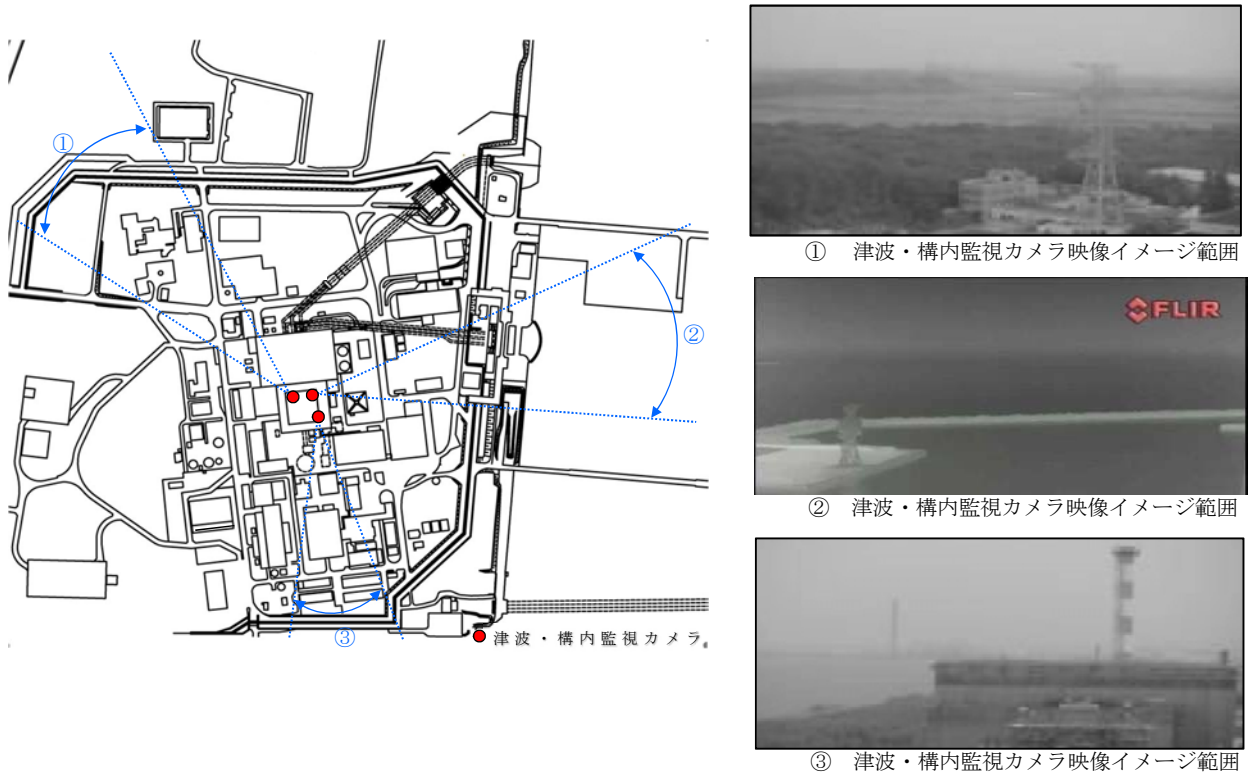 ①
②
③
津波・構内監視カメラ
① 津波・構内監視カメラ映像イメージ範囲
FLIR
② 津波・構内監視カメラ映像イメージ範囲
③ 津波・構内監視カメラ映像イメージ範囲